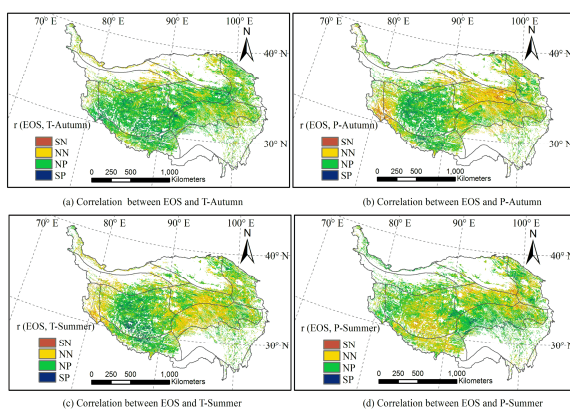 70° E 80° E 90° E 100° E
N
40° N
r (EOS, T-Autumn)
SN
NN
NP
SP
30° N
0 250 500 1,000
Kilometers
(a) Correlation between EOS and T-Autumn
70° E 80° E 90° E 100° E
N
40° N
r (EOS, P-Autumn)
SN
NN
NP
SP
30° N
0 250 500 1,000
Kilometers
(b) Correlation between EOS and P-Autumn
70° E 80° E 90° E 100° E
N
40° N
r (EOS, T-Summer)
SN
NN
NP
SP
30° N
0 250 500 1,000
Kilometers
(c) Correlation between EOS and T-Summer
70° E 80° E 90° E 100° E
N
40° N
r (EOS, P-Summer)
SN
NN
NP
SP
30° N
0 250 500 1,000
Kilometers
(d) Correlation between EOS and P-Summer